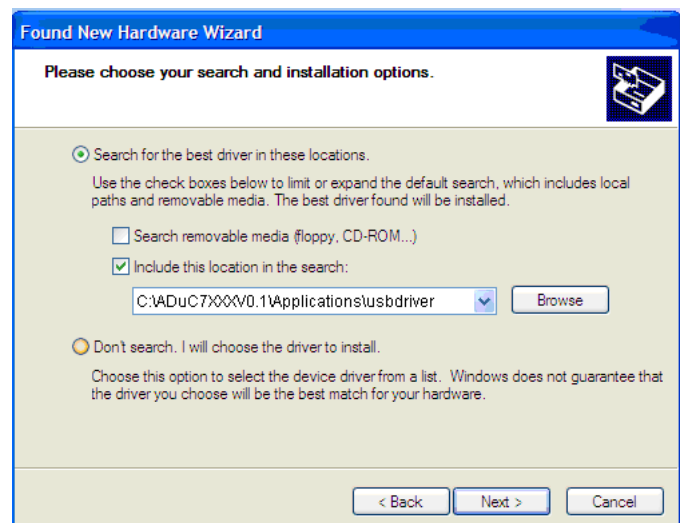 Found New Hardware Wizard
Please choose your search and installation options.
Search for the best driver in these locations.
Use the check boxes below to limit or expand the default search, which includes local
paths and removable media. The best driver found will be installed.
Search removable media (floppy, CD-ROM...)
Include this location in the search:
C:\ADuC7XXXV0.1\Applications\usbdriver
Browse
Don't search. I will choose the driver to install.
Choose this option to select the device driver from a list. Windows does not guarantee that
the driver you choose will be the best match for your hardware.
< Back Next > Cancel